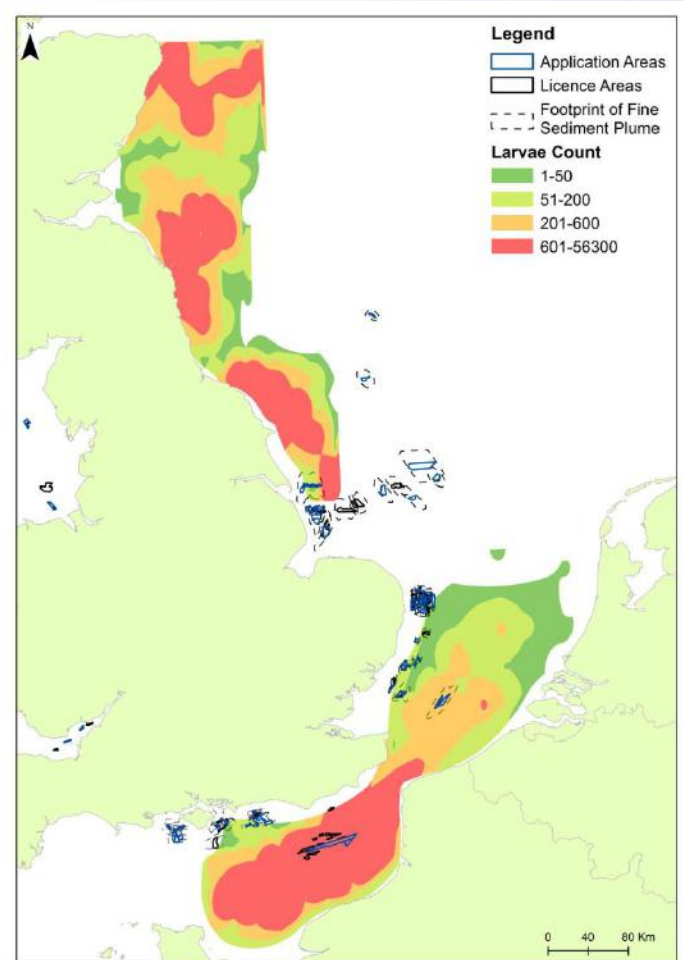 N
Legend
Application Areas
Licence Areas
Footprint of Fine
Sediment Plume
Larvae Count
1-50
51-200
201-600
601-56300
0 40 80 Km